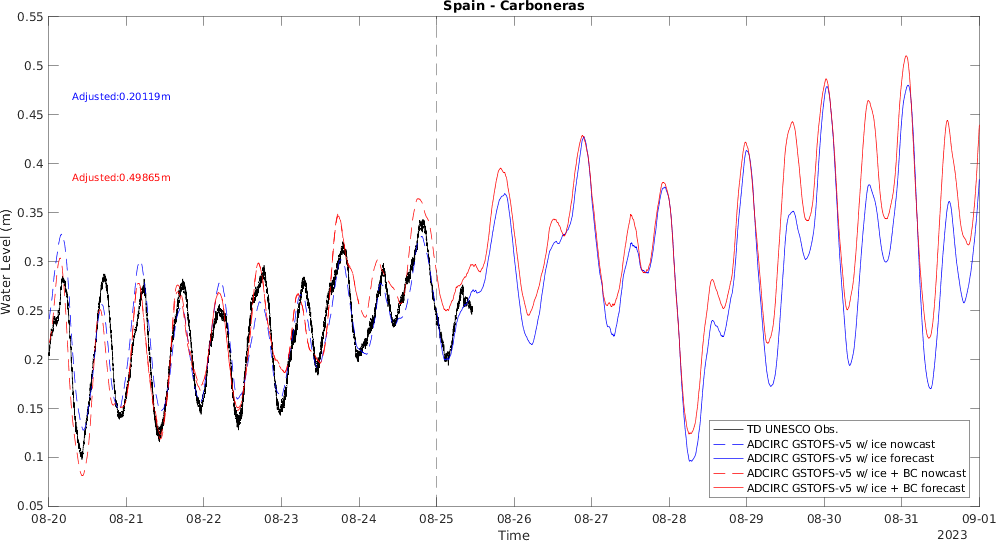 Spain - Carboneras
0.55
0.5
0.45
0.4
0.35
0.3
0.25
0.2
0.15
0.1
0.05
Water Level (m)
Adjusted:0.20119m
Adjusted:0.49865m
TD UNESCO Obs.
ADCIRC GSTOFS-v5 w/ ice nowcast
ADCIRC GSTOFS-v5 w/ ice forecast
ADCIRC GSTOFS-v5 w/ ice + BC nowcast
ADCIRC GSTOFS-v5 w/ ice + BC forecast
08-20 08-21 08-22 08-23 08-24 08-25 08-26 08-27 08-28 08-29 08-30 08-31 09-01
Time
2023